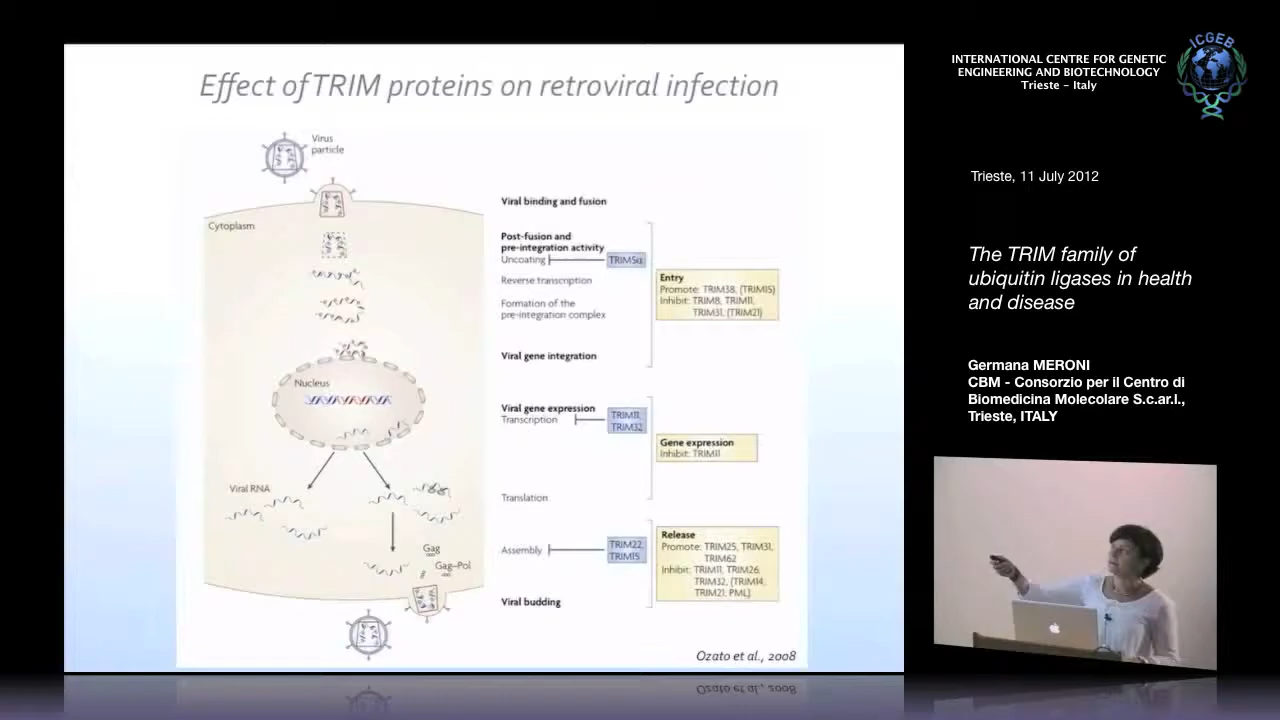 Effect of TRIM proteins on retroviral infection
Virus
particle
Cytoplasm
Nucleus
Viral RNA
Gag
Gag–Pol
Viral binding and fusion
Post-fusion and
pre-integration activity
Uncoating
TRIM5α
Reverse transcription
Formation of the
pre-integration complex
Viral gene integration
Entry
Promote: TRIM38, (TRIM15)
Inhibit: TRIM8, TRIM11,
TRIM31, (TRIM21)
Viral gene expression
Transcription
TRIM11,
TRIM32
Gene expression
Inhibit: TRIM11
Translation
Assembly
TRIM22,
TRIM15
Release
Promote: TRIM25, TRIM31,
TRIM62
Inhibit: TRIM11, TRIM26,
TRIM32, (TRIM14,
TRIM21, PML)
Viral budding
Ozato et al., 2008
INTERNATIONAL CENTRE FOR GENETIC
ENGINEERING AND BIOTECHNOLOGY
Trieste - Italy
ICGEB
Trieste, 11 July 2012
The TRIM family of
ubiquitin ligases in health
and disease
Germana MERONI
CBM - Consorzio per il Centro di
Biomedicina Molecolare S.c.ar.l.,
Trieste, ITALY